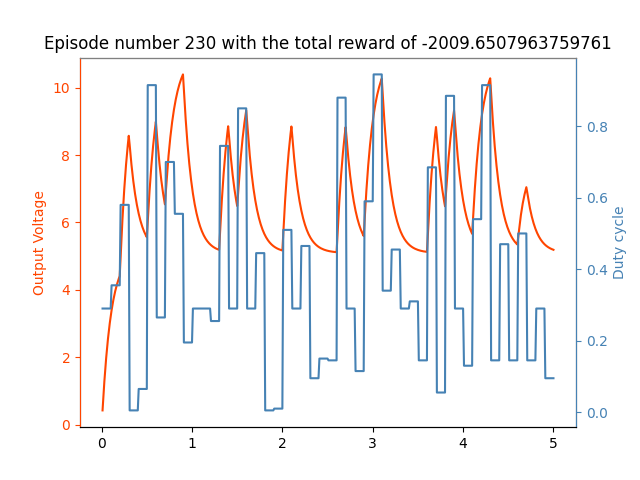 Episode number 230 with the total reward of -2009.6507963759761
10
8
6
4
2
0
Output Voltage
0.8
0.6
0.4
0.2
0.0
Duty cycle
0 1 2 3 4 5